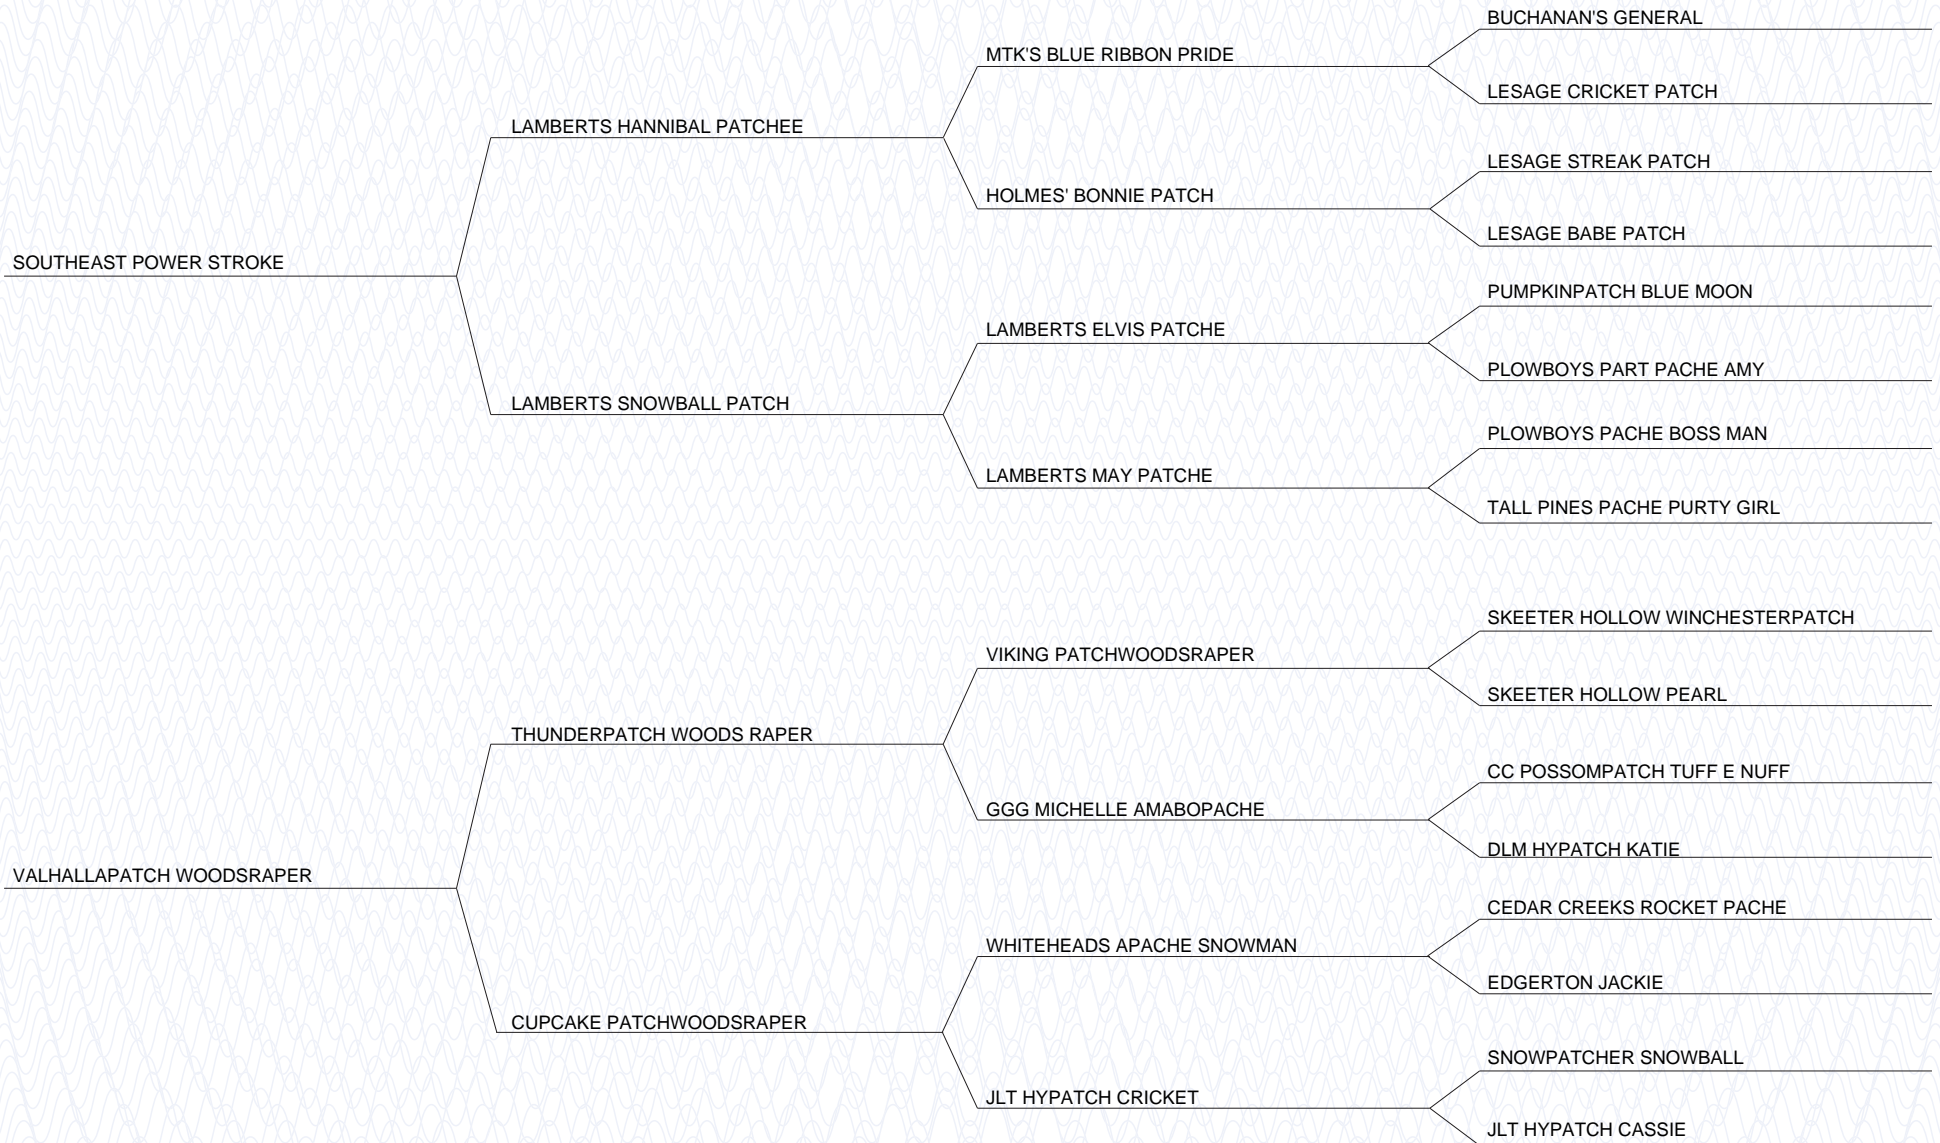 BUCHANAN'S GENERAL
MTK'S BLUE RIBBON PRIDE
LESAGE CRICKET PATCH
LAMBERTS HANNIBAL PATCHEE
LESAGE STREAK PATCH
HOLMES' BONNIE PATCH
LESAGE BABE PATCH
SOUTHEAST POWER STROKE
PUMPKINPATCH BLUE MOON
LAMBERTS ELVIS PATCHE
PLOWBOYS PART PACHE AMY
LAMBERTS SNOWBALL PATCH
PLOWBOYS PACHE BOSS MAN
LAMBERTS MAY PATCHE
TALL PINES PACHE PURTY GIRL
SKEETER HOLLOW WINCHESTERPATCH
VIKING PATCHWOODSRAPER
SKEETER HOLLOW PEARL
THUNDERPATCH WOODS RAPER
CC POSSOMPATCH TUFF E NUFF
GGG MICHELLE AMABOPACHE
DLM HYPATCH KATIE
VALHALLAPATCH WOODSRAPER
CEDAR CREEKS ROCKET PACHE
WHITEHEADS APACHE SNOWMAN
EDGERTON JACKIE
CUPCAKE PATCHWOODSRAPER
SNOWPATCHER SNOWBALL
JLT HYPATCH CRICKET
JLT HYPATCH CASSIE